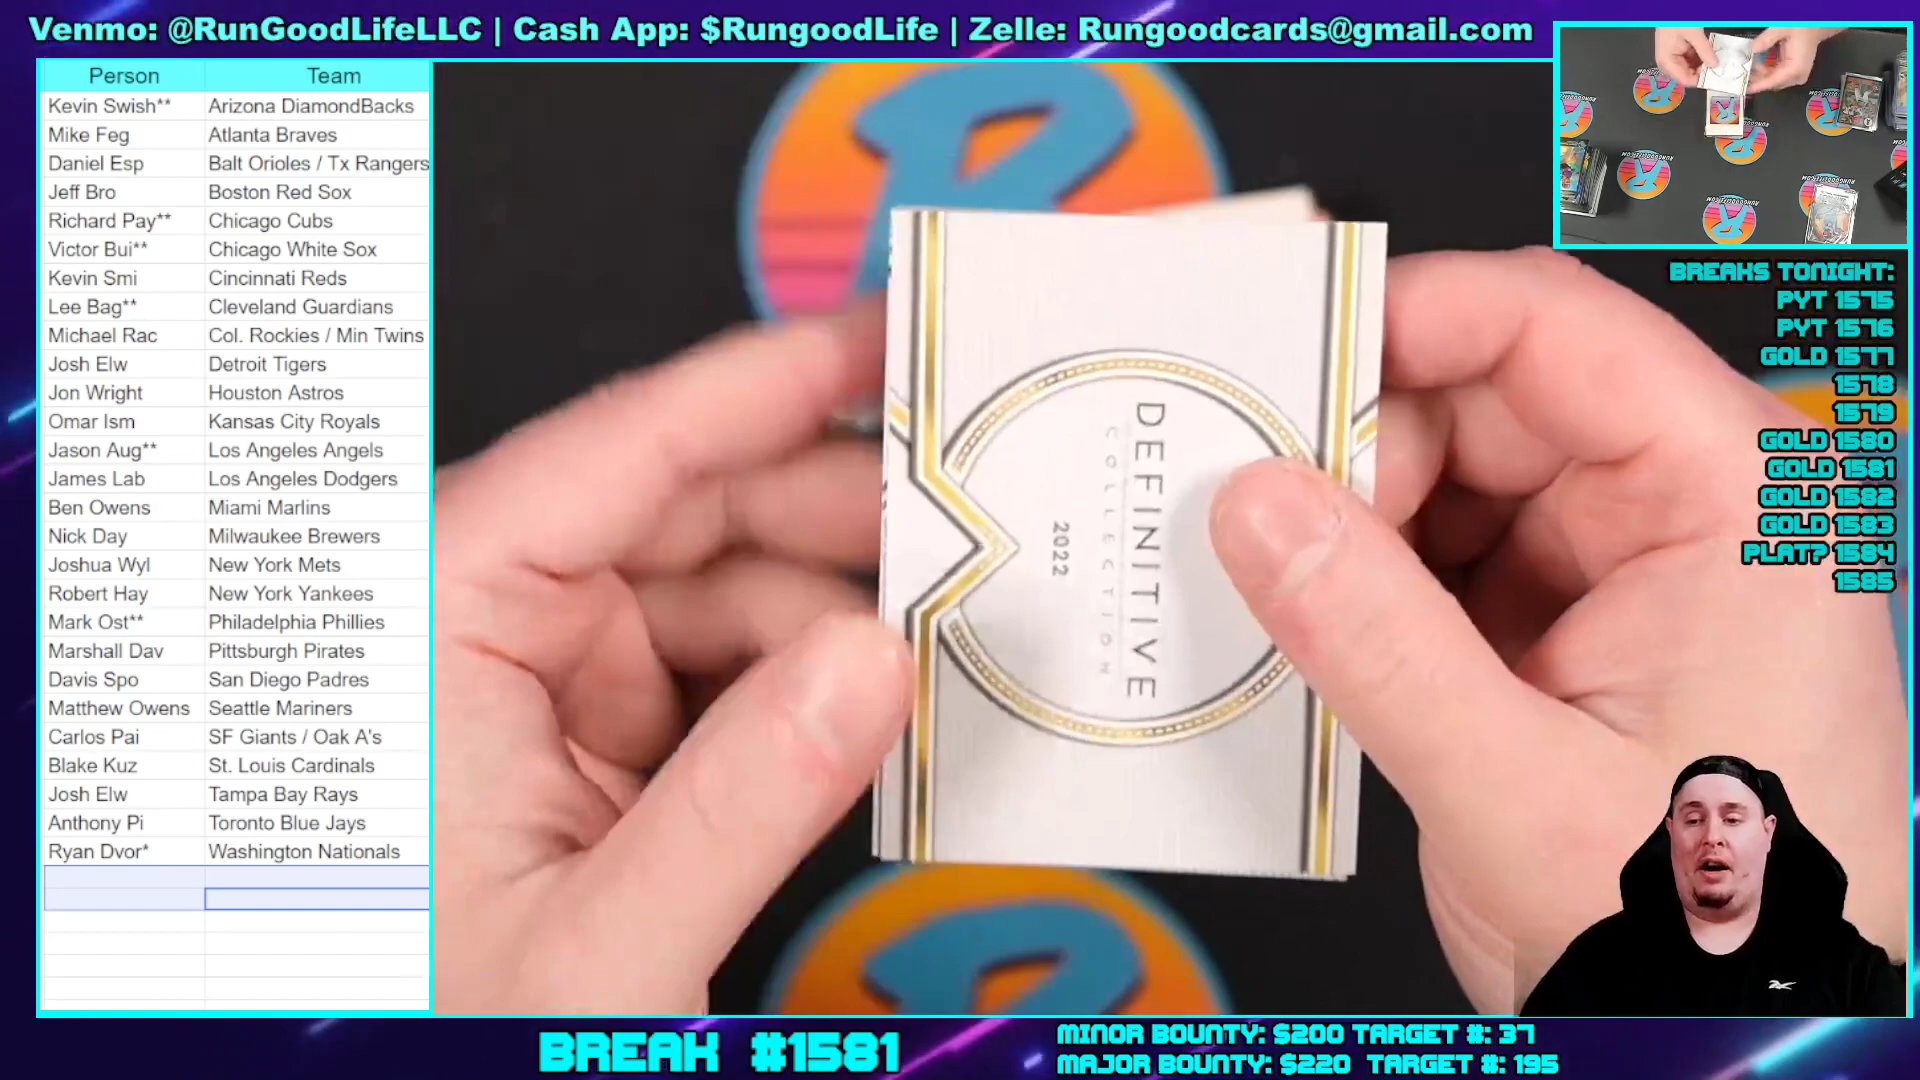 Venmo: @RunGoodLifeLLC | Cash App: $RungoodLife | Zelle: Rungoodcards@gmail.com
Person Team
Kevin Swish** Arizona DiamondBacks
Mike Feg Atlanta Braves
Daniel Esp Balt Orioles / Tx Rangers
Jeff Bro Boston Red Sox
Richard Pay** Chicago Cubs
Victor Bui** Chicago White Sox
Kevin Smi Cincinnati Reds
Lee Bag** Cleveland Guardians
Michael Rac Col. Rockies / Min Twins
Josh Elw Detroit Tigers
Jon Wright Houston Astros
Omar Ism Kansas City Royals
Jason Aug** Los Angeles Angels
James Lab Los Angeles Dodgers
Ben Owens Miami Marlins
Nick Day Milwaukee Brewers
Joshua Wyl New York Mets
Robert Hay New York Yankees
Mark Ost** Philadelphia Phillies
Marshall Dav Pittsburgh Pirates
Davis Spo San Diego Padres
Matthew Owens Seattle Mariners
Carlos Pai SF Giants / Oak A's
Blake Kuz St. Louis Cardinals
Josh Elw Tampa Bay Rays
Anthony Pi Toronto Blue Jays
Ryan Dvor* Washington Nationals
DEFINITIVE
COLLECTION
2022
BREAKS TONIGHT:
PYT 1575
PYT 1576
GOLD 1577
1578
1579
GOLD 1580
GOLD 1581
GOLD 1582
GOLD 1583
PLAT? 1584
1585
BREAK #1581
MINOR BOUNTY: $200 TARGET #: 37
MAJOR BOUNTY: $220 TARGET #: 195